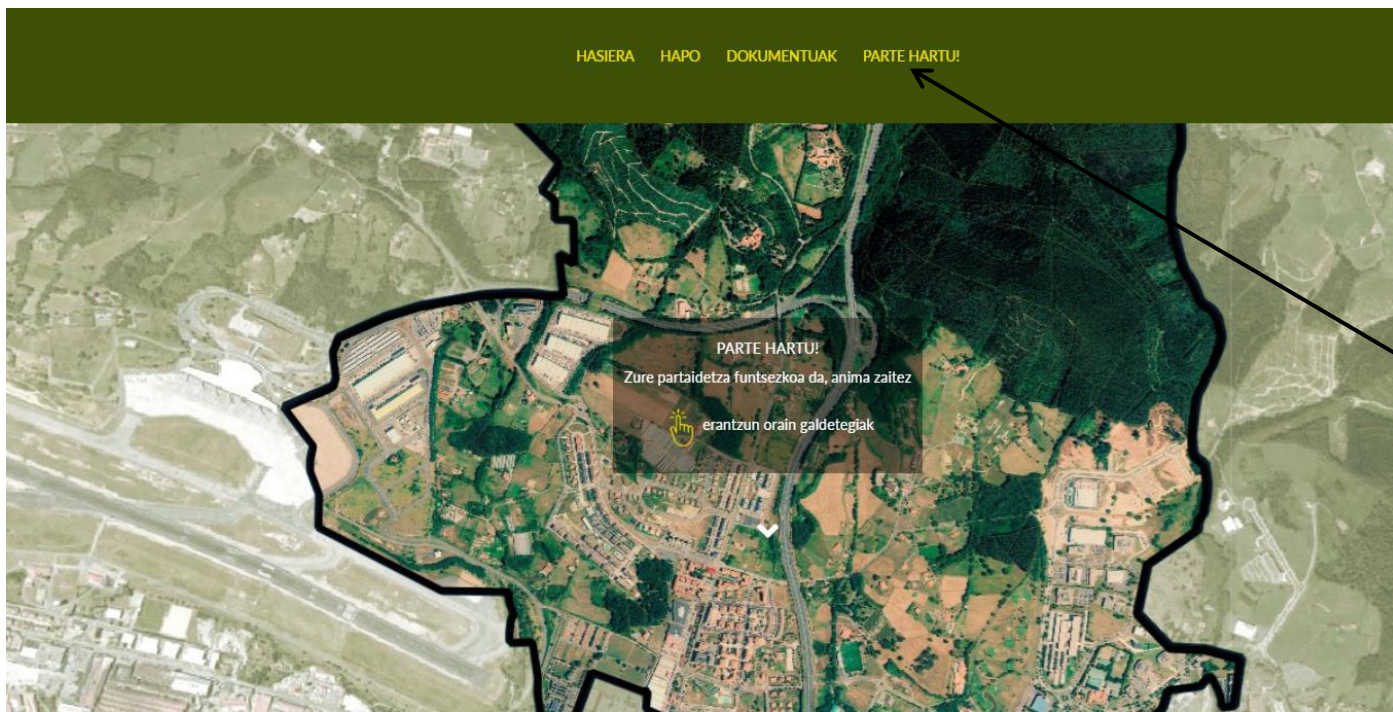 HASIERA HAPO DOKUMENTUAK PARTE HARTU!
PARTE HARTU!
Zure partaidetza funtsezkoa da, anima zaitez
erantzun orain galdetegiak